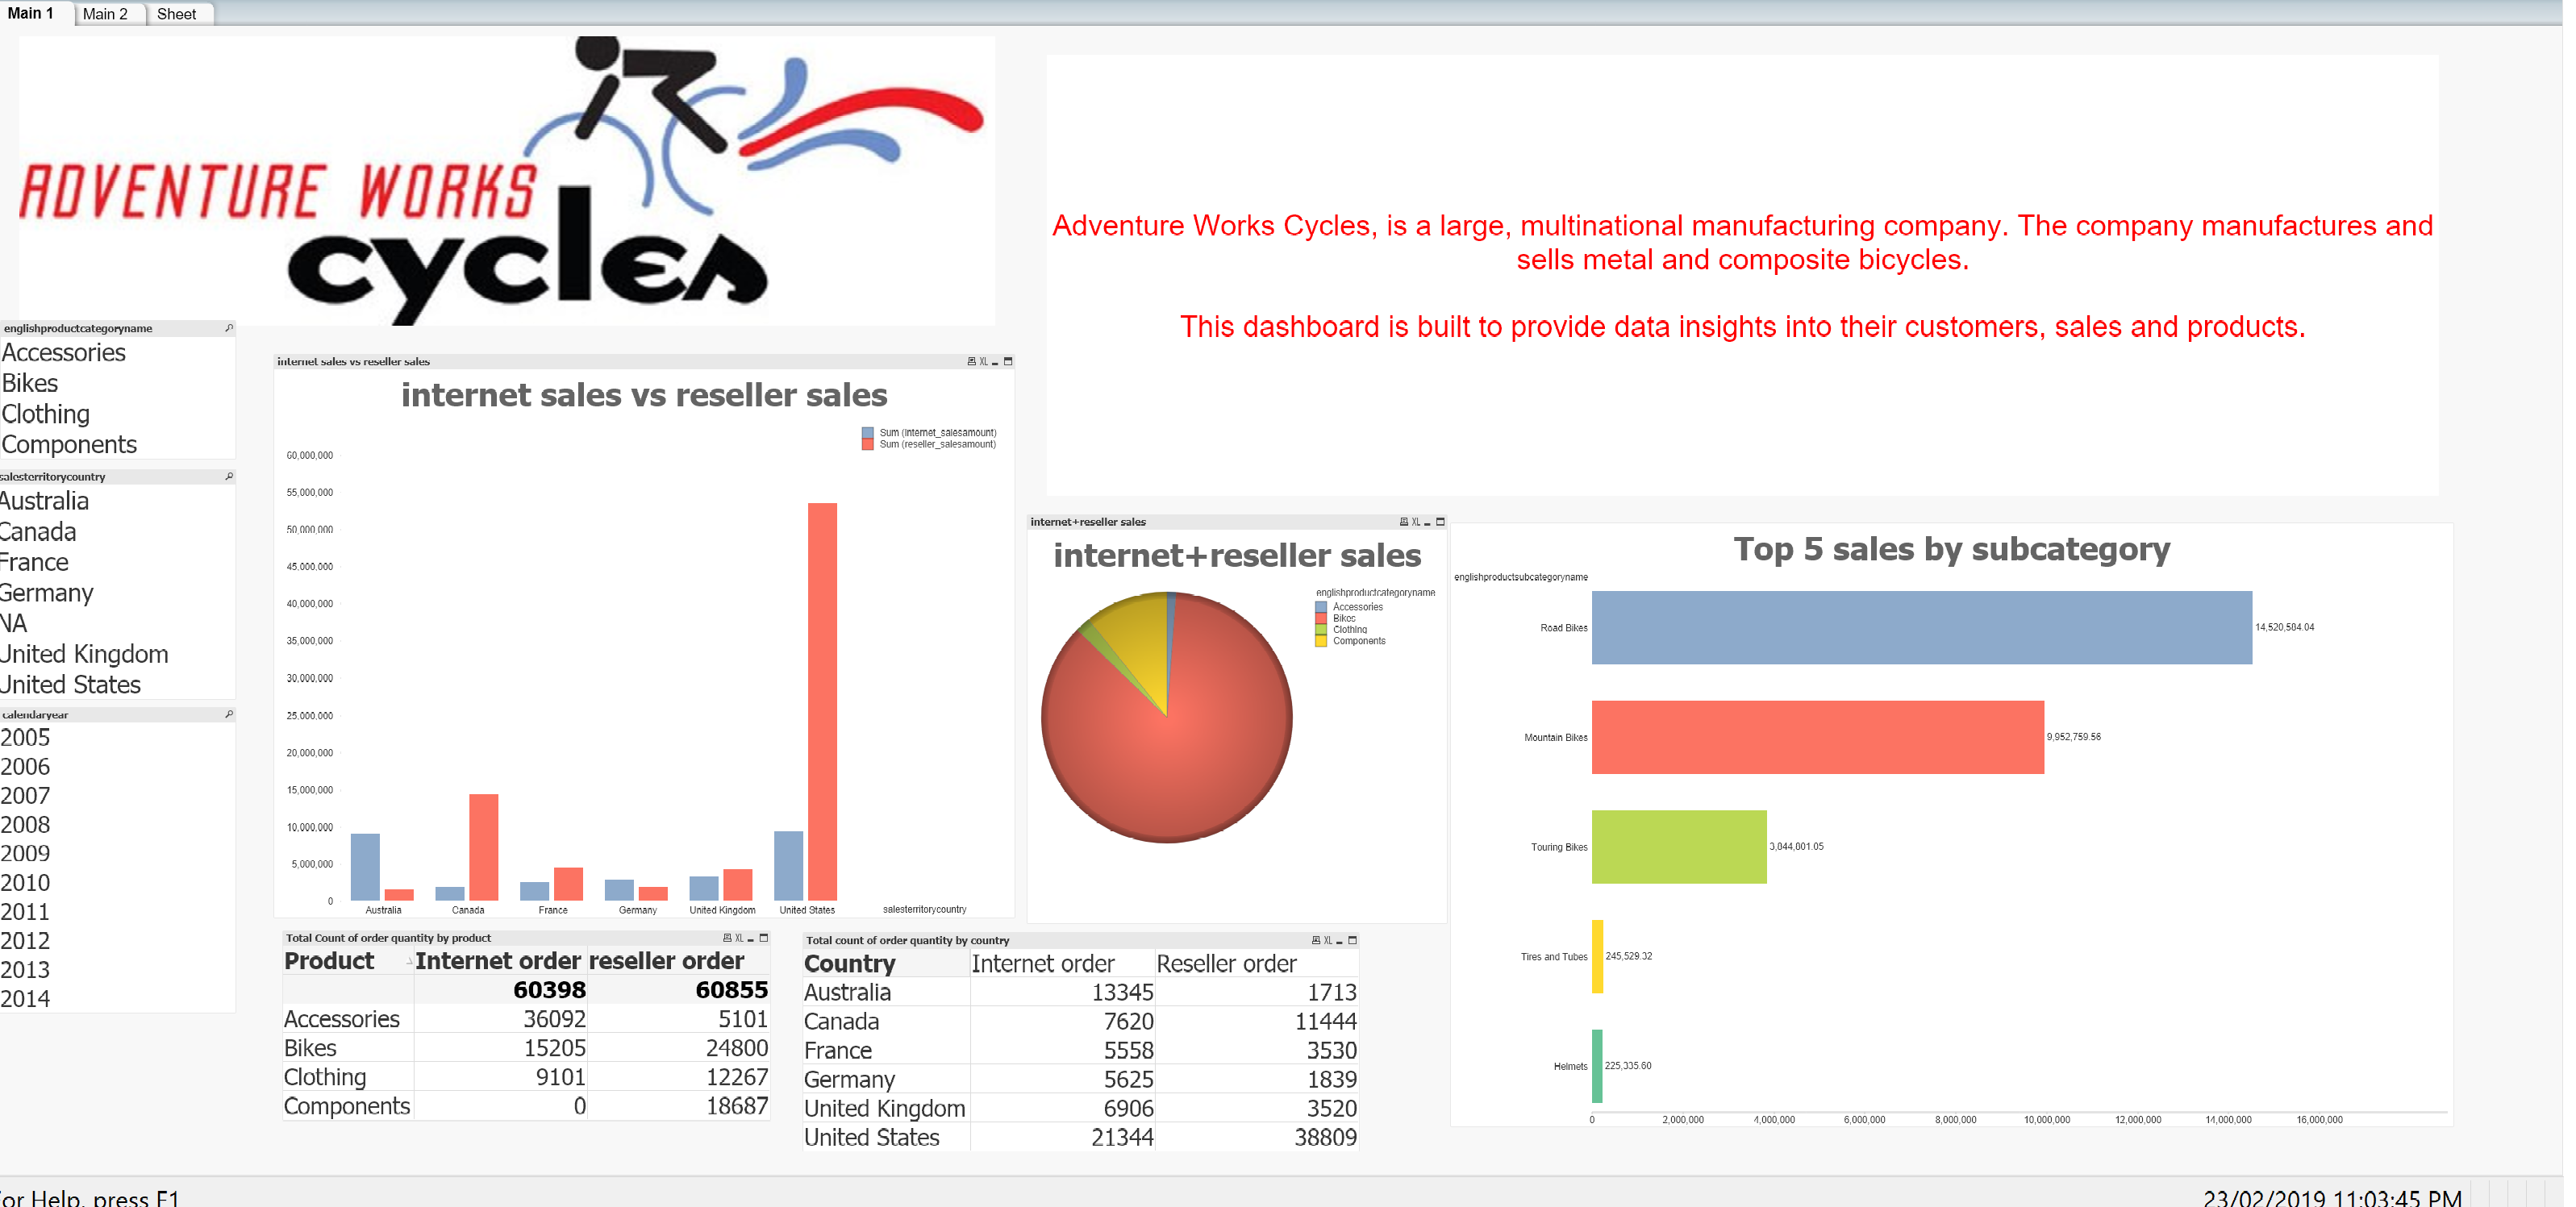 Main 1 Main 2 Sheet
ADVENTURE WORKS
cycles
Adventure Works Cycles, is a large, multinational manufacturing company. The company manufactures and
sells metal and composite bicycles.
This dashboard is built to provide data insights into their customers, sales and products.
englishproductcategoryname
Accessories
Bikes
Clothing
Components
salesterritorycountry
Australia
Canada
France
Germany
NA
United Kingdom
United States
calendaryear
2005
2006
2007
2008
2009
2010
2011
2012
2013
2014
internet sales vs reseller sales XL
internet sales vs reseller sales
Sum (internet_salesamount)
Sum (reseller_salesamount)
60,000,000
55,000,000
50,000,000
45,000,000
40,000,000
35,000,000
30,000,000
25,000,000
20,000,000
15,000,000
10,000,000
5,000,000
0
Australia Canada France Germany United Kingdom United States salesterritorycountry
internet+reseller sales XL
internet+reseller sales
englishproductcategoryname
Accessories
Bikes
Clothing
Components
Top 5 sales by subcategory
englishproductsubcategoryname
Road Bikes 14,520,584.04
Mountain Bikes 9,952,759.56
Touring Bikes 3,844,801.05
Tires and Tubes 245,529.32
Helmets 225,335.60
0 2,000,000 4,000,000 6,000,000 8,000,000 10,000,000 12,000,000 14,000,000 16,000,000
Total Count of order quantity by product XL
Product Internet order reseller order
60398 60855
Accessories 36092 5101
Bikes 15205 24800
Clothing 9101 12267
Components 0 18687
Total count of order quantity by country XL
Country Internet order Reseller order
Australia 13345 1713
Canada 7620 11444
France 5558 3530
Germany 5625 1839
United Kingdom 6906 3520
United States 21344 38809
For Help, press F1 23/02/2019 11:03:45 PM